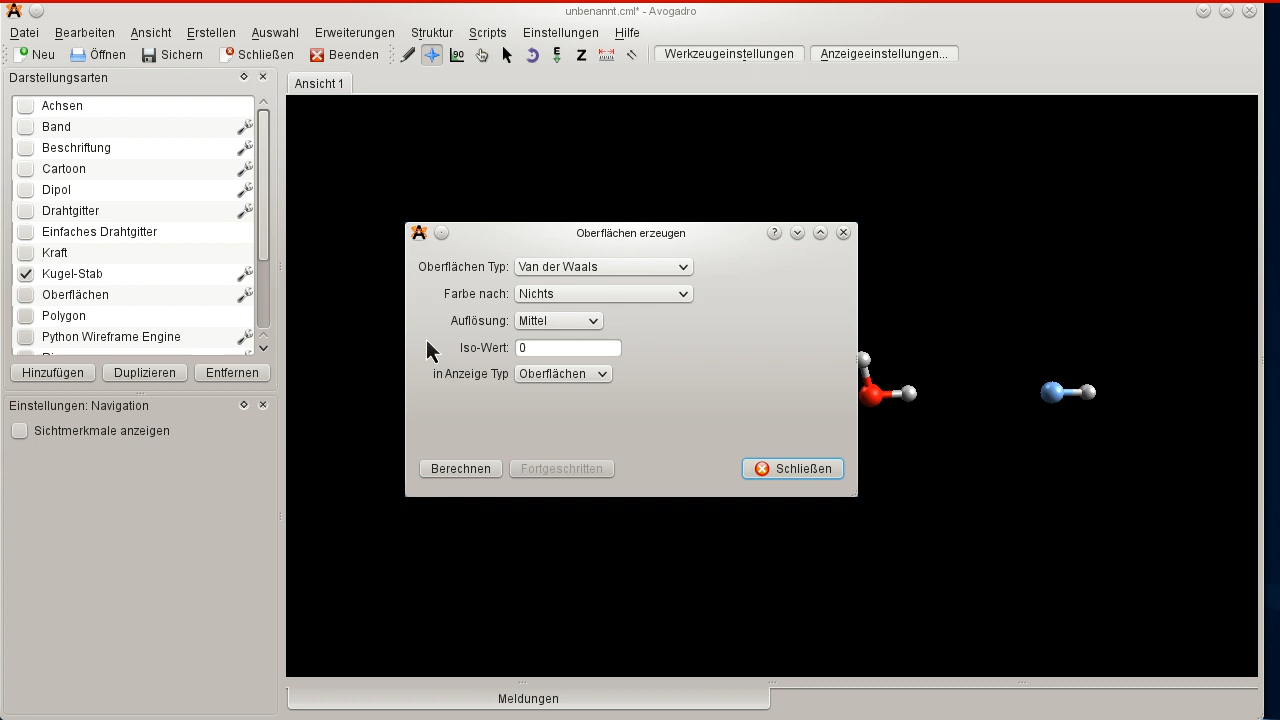 unbenannt.cml* - Avogadro
Datei Bearbeiten Ansicht Erstellen Auswahl Erweiterungen Struktur Scripts Einstellungen Hilfe
Neu Öffnen Sichern Schließen Beenden 90 E Z Werkzeugeinstellungen Anzeigeeinstellungen...
Darstellungsarten
Ansicht 1
Achsen
Band
Beschriftung
Cartoon
Dipol
Drahtgitter
Einfaches Drahtgitter
Kraft
Kugel-Stab
Oberflächen
Polygon
Python Wireframe Engine
Hinzufügen Duplizieren Entfernen
Einstellungen: Navigation
Sichtmerkmale anzeigen
Oberflächen erzeugen
?
Oberflächen Typ: Van der Waals
Farbe nach: Nichts
Auflösung: Mittel
Iso-Wert: 0
in Anzeige Typ Oberflächen
Berechnen Fortgeschritten Schließen
Meldungen